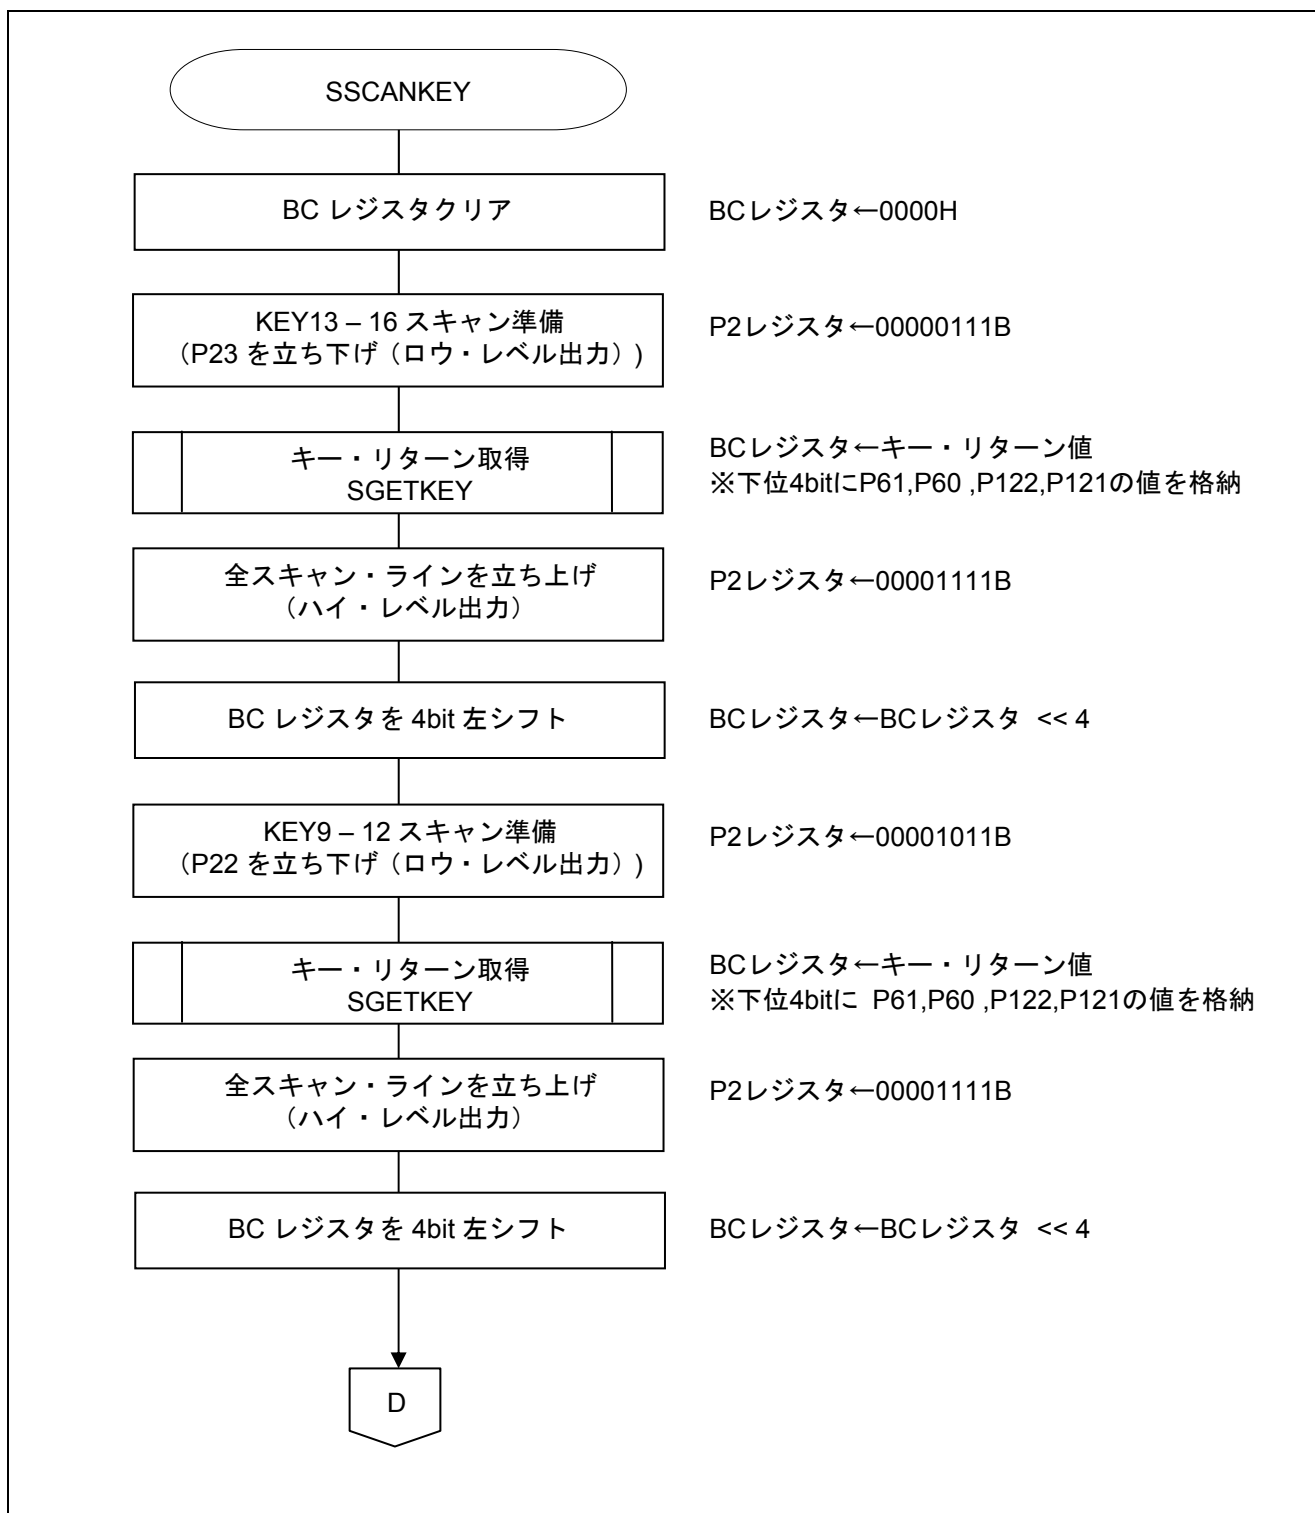 SSCANKEY
BC レジスタクリア
BCレジスタ←0000H
KEY13 – 16 スキャン準備
（P23 を立ち下げ（ロウ・レベル出力）)
P2レジスタ←00000111B
キー・リターン取得
SGETKEY
BCレジスタ←キー・リターン値
※下位4bitにP61,P60 ,P122,P121の値を格納
全スキャン・ラインを立ち上げ
（ハイ・レベル出力）
P2レジスタ←00001111B
BC レジスタを 4bit 左シフト
BCレジスタ←BCレジスタ << 4
KEY9 – 12 スキャン準備
（P22 を立ち下げ（ロウ・レベル出力）)
P2レジスタ←00001011B
キー・リターン取得
SGETKEY
BCレジスタ←キー・リターン値
※下位4bitに P61,P60 ,P122,P121の値を格納
全スキャン・ラインを立ち上げ
（ハイ・レベル出力）
P2レジスタ←00001111B
BC レジスタを 4bit 左シフト
BCレジスタ←BCレジスタ << 4
D